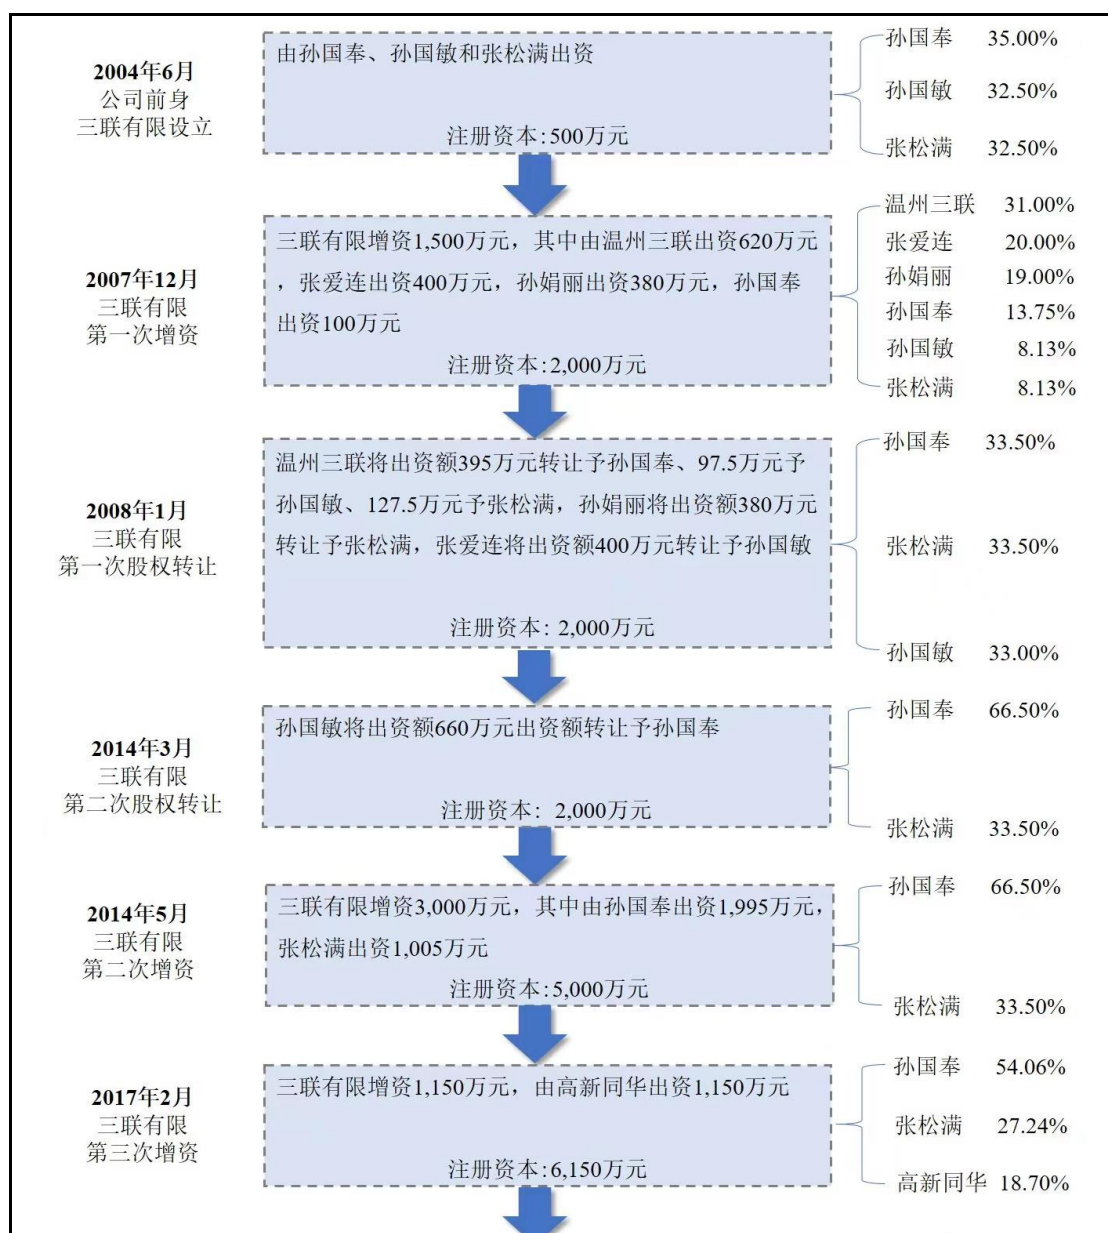 2004年6月
公司前身
三联有限设立
由孙国奉、孙国敏和张松满出资
注册资本:500万元
孙国奉 35.00%
孙国敏 32.50%
张松满 32.50%
2007年12月
三联有限
第一次增资
三联有限增资1,500万元，其中由温州三联出资620万元
，张爱连出资400万元，孙娟丽出资380万元，孙国奉
出资100万元
注册资本:2,000万元
温州三联 31.00%
张爱连 20.00%
孙娟丽 19.00%
孙国奉 13.75%
孙国敏 8.13%
张松满 8.13%
2008年1月
三联有限
第一次股权转让
温州三联将出资额395万元转让予孙国奉、97.5万元予
孙国敏、127.5万元予张松满，孙娟丽将出资额380万元
转让予张松满，张爱连将出资额400万元转让予孙国敏
注册资本: 2,000万元
孙国奉 33.50%
张松满 33.50%
孙国敏 33.00%
2014年3月
三联有限
第二次股权转让
孙国敏将出资额660万元出资额转让予孙国奉
注册资本: 2,000万元
孙国奉 66.50%
张松满 33.50%
2014年5月
三联有限
第二次增资
三联有限增资3,000万元，其中由孙国奉出资1,995万元，
张松满出资1,005万元
注册资本:5,000万元
孙国奉 66.50%
张松满 33.50%
2017年2月
三联有限
第三次增资
三联有限增资1,150万元，由高新同华出资1,150万元
注册资本:6,150万元
孙国奉 54.06%
张松满 27.24%
高新同华 18.70%